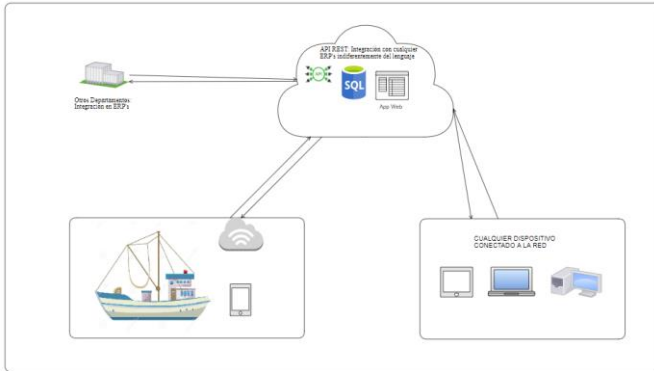 API REST: Integración con cualquier
ERP's indiferentemente del lenguaje
API
SQL
App Web
Otros Departamentos
Integración en ERP's
CUALQUIER DISPOSITIVO
CONECTADO A LA RED